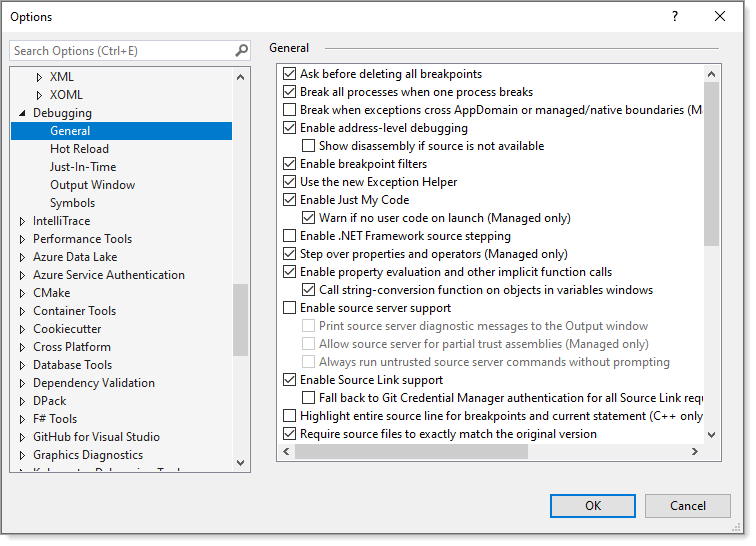 Options
Search Options (Ctrl+E)
XML
XOML
Debugging
General
Hot Reload
Just-In-Time
Output Window
Symbols
IntelliTrace
Performance Tools
Azure Data Lake
Azure Service Authentication
CMake
Container Tools
Cookiecutter
Cross Platform
Database Tools
Dependency Validation
DPack
F# Tools
GitHub for Visual Studio
Graphics Diagnostics
General
Ask before deleting all breakpoints
Break all processes when one process breaks
Break when exceptions cross AppDomain or managed/native boundaries (Ma
Enable address-level debugging
Show disassembly if source is not available
Enable breakpoint filters
Use the new Exception Helper
Enable Just My Code
Warn if no user code on launch (Managed only)
Enable .NET Framework source stepping
Step over properties and operators (Managed only)
Enable property evaluation and other implicit function calls
Call string-conversion function on objects in variables windows
Enable source server support
Print source server diagnostic messages to the Output window
Allow source server for partial trust assemblies (Managed only)
Always run untrusted source server commands without prompting
Enable Source Link support
Fall back to Git Credential Manager authentication for all Source Link requ
Highlight entire source line for breakpoints and current statement (C++ only
Require source files to exactly match the original version
OK
Cancel